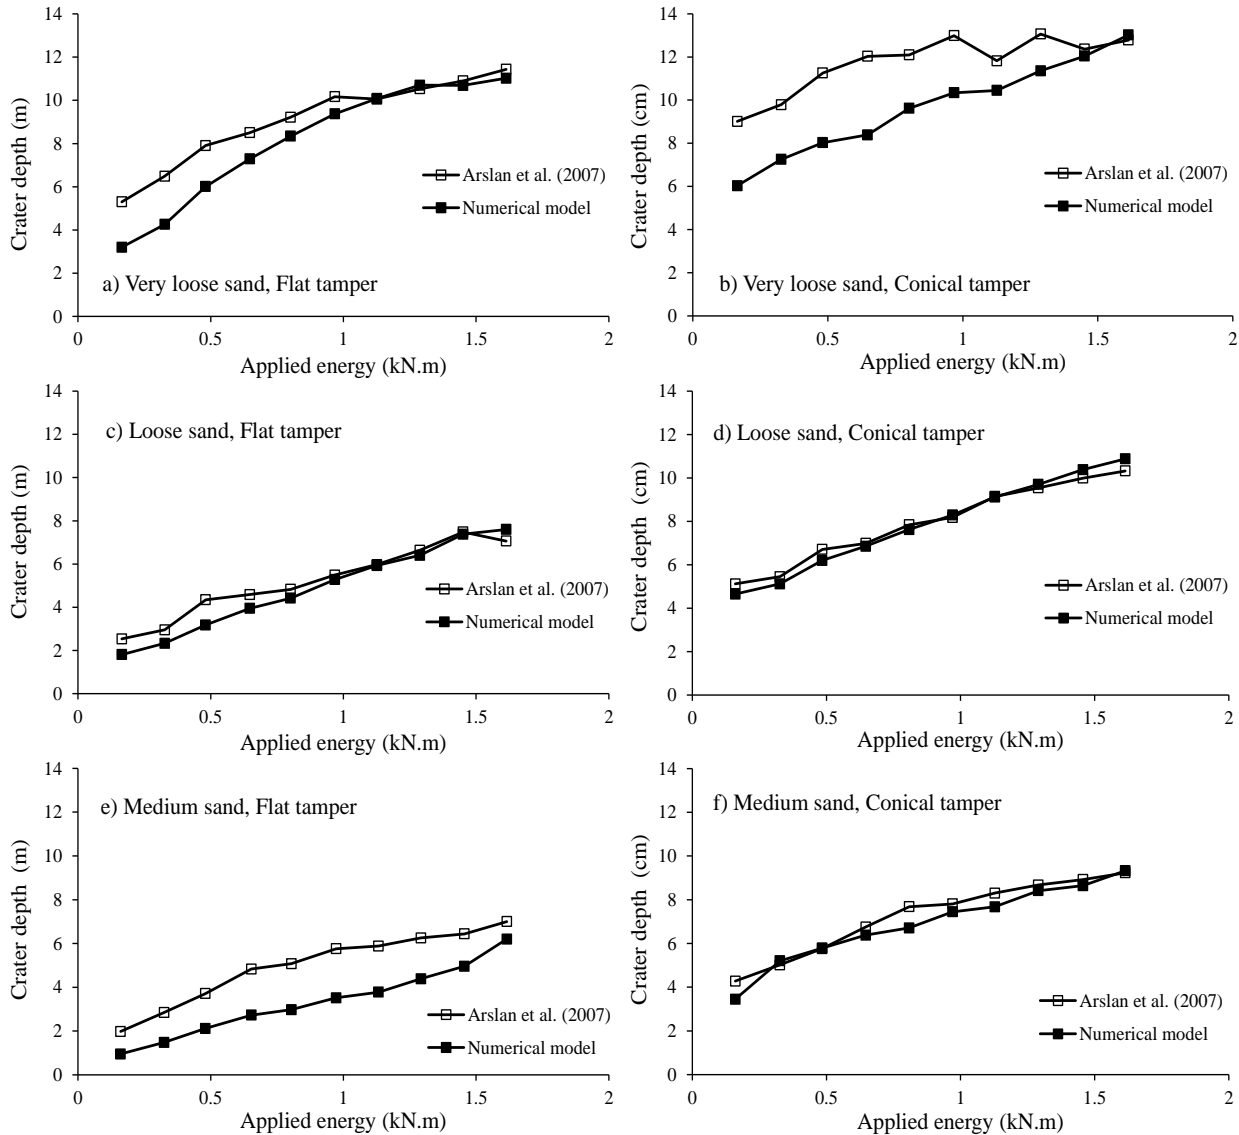 14
12
10
8
6
4
2
0
Crater depth (m)
Arslan et al. (2007)
Numerical model
a) Very loose sand, Flat tamper
0
0.5
1
1.5
2
Applied energy (kN.m)
14
12
10
8
6
4
2
0
Crater depth (cm)
Arslan et al. (2007)
Numerical model
b) Very loose sand, Conical tamper
0
0.5
1
1.5
2
Applied energy (kN.m)
14
12
10
8
6
4
2
0
Crater depth (m)
c) Loose sand, Flat tamper
Arslan et al. (2007)
Numerical model
0
0.5
1
1.5
2
Applied energy (kN.m)
14
12
10
8
6
4
2
0
Crater depth (cm)
d) Loose sand, Conical tamper
Arslan et al. (2007)
Numerical model
0
0.5
1
1.5
2
Applied energy (kN.m)
14
12
10
8
6
4
2
0
Crater depth (m)
e) Medium sand, Flat tamper
Arslan et al. (2007)
Numerical model
0
0.5
1
1.5
2
Applied energy (kN.m)
14
12
10
8
6
4
2
0
Crater depth (cm)
f) Medium sand, Conical tamper
Arslan et al. (2007)
Numerical model
0
0.5
1
1.5
2
Applied energy (kN.m)